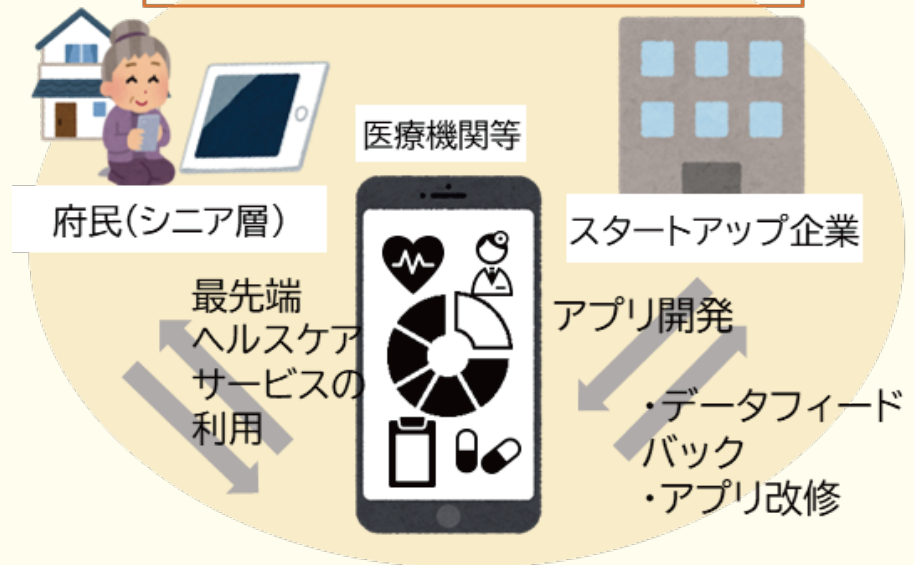 医療機関等
府民(シニア層)
スタートアップ企業
最先端
ヘルスケア
サービスの
利用
アプリ開発
・データフィード
バック
・アプリ改修